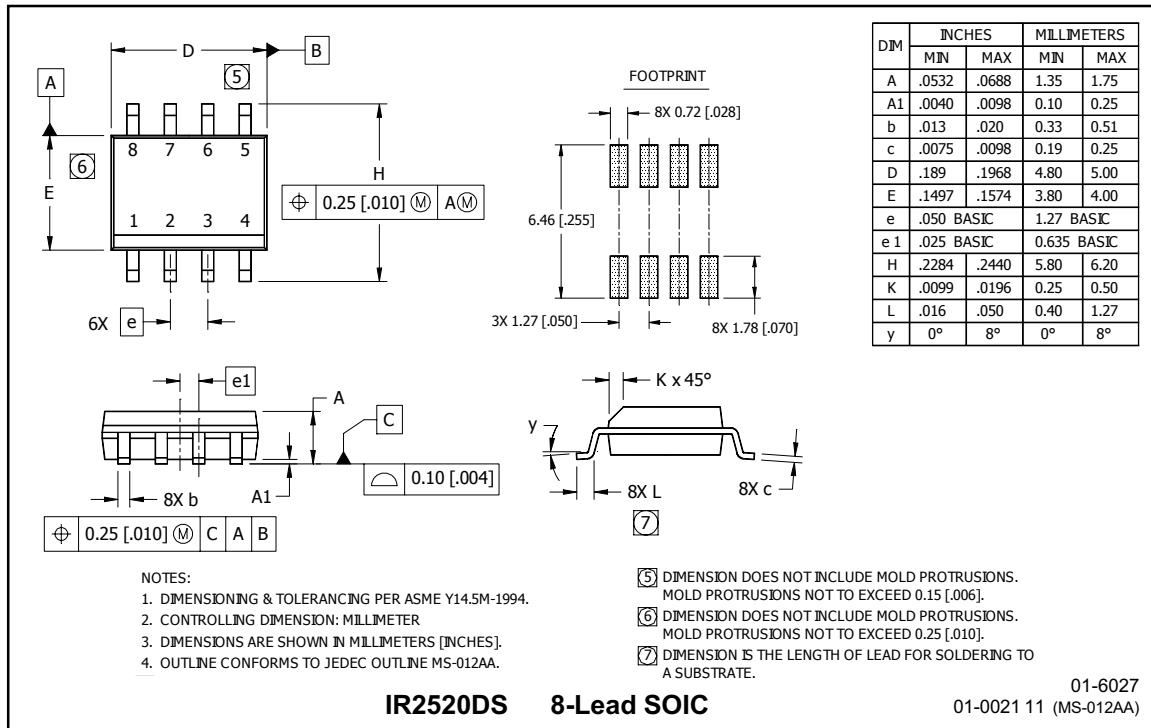 D
B
5
A
8 7 6 5
6
E
H
⌖ 0.25 [.010] Ⓜ A Ⓜ
1 2 3 4
6X e
FOOTPRINT
8X 0.72 [.028]
6.46 [.255]
3X 1.27 [.050]
8X 1.78 [.070]
DIM INCHES MILLIMETERS
MIN MAX MIN MAX
A .0532 .0688 1.35 1.75
A1 .0040 .0098 0.10 0.25
b .013 .020 0.33 0.51
c .0075 .0098 0.19 0.25
D .189 .1968 4.80 5.00
E .1497 .1574 3.80 4.00
e .050 BASIC 1.27 BASIC
e 1 .025 BASIC 0.635 BASIC
H .2284 .2440 5.80 6.20
K .0099 .0196 0.25 0.50
L .016 .050 0.40 1.27
y 0° 8° 0° 8°
e1
A
C
0.10 [.004]
8X b
A1
⌖ 0.25 [.010] Ⓜ C A B
K x 45°
y
8X L
8X c
7
NOTES:
1. DIMENSIONING & TOLERANCING PER ASME Y14.5M-1994.
2. CONTROLLING DIMENSION: MILLIMETER
3. DIMENSIONS ARE SHOWN IN MILLIMETERS [INCHES].
4. OUTLINE CONFORMS TO JEDEC OUTLINE MS-012AA.
5 DIMENSION DOES NOT INCLUDE MOLD PROTRUSIONS.
MOLD PROTRUSIONS NOT TO EXCEED 0.15 [.006].
6 DIMENSION DOES NOT INCLUDE MOLD PROTRUSIONS.
MOLD PROTRUSIONS NOT TO EXCEED 0.25 [.010].
7 DIMENSION IS THE LENGTH OF LEAD FOR SOLDERING TO
A SUBSTRATE.
IR2520DS 8-Lead SOIC
01-6027
01-0021 11 (MS-012AA)